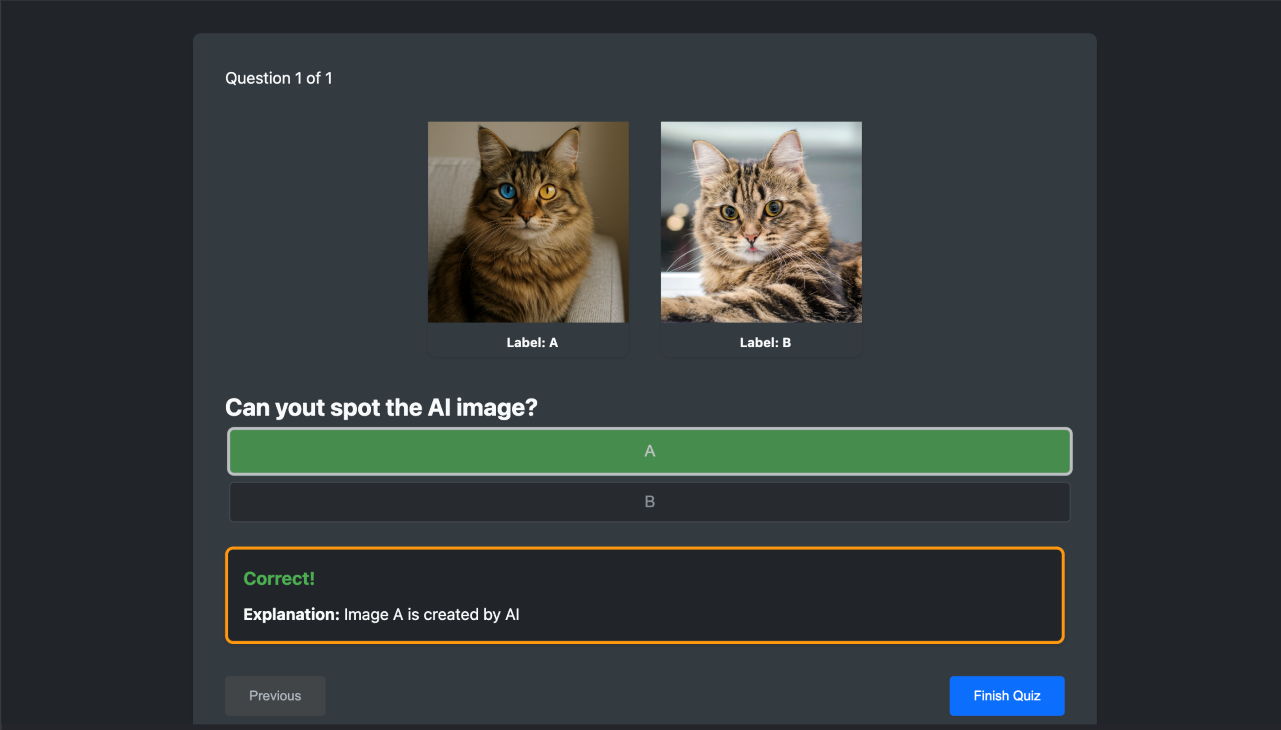 Question 1 of 1
Label: A
Label: B
Can yout spot the AI image?
A
B
Correct!
Explanation: Image A is created by AI
Previous
Finish Quiz